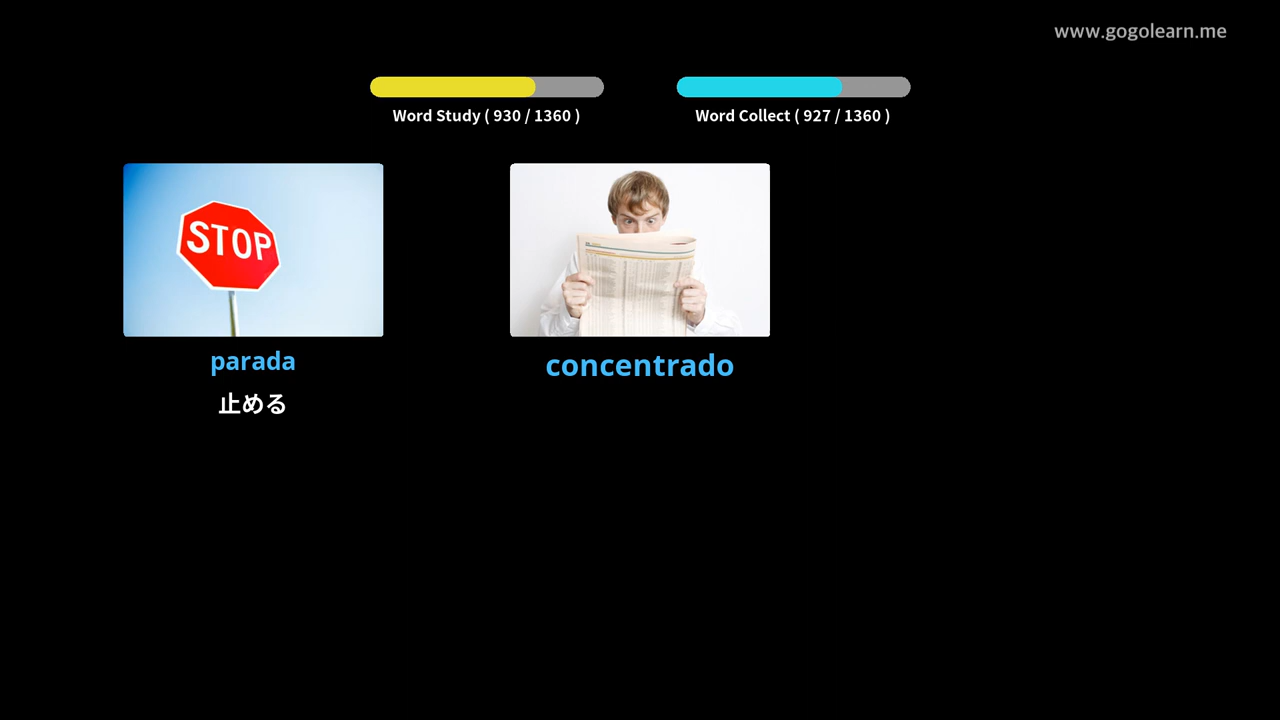 www.gogolearn.me
Word Study ( 930 / 1360 )
Word Collect ( 927 / 1360 )
STOP
parada
止める
concentrado